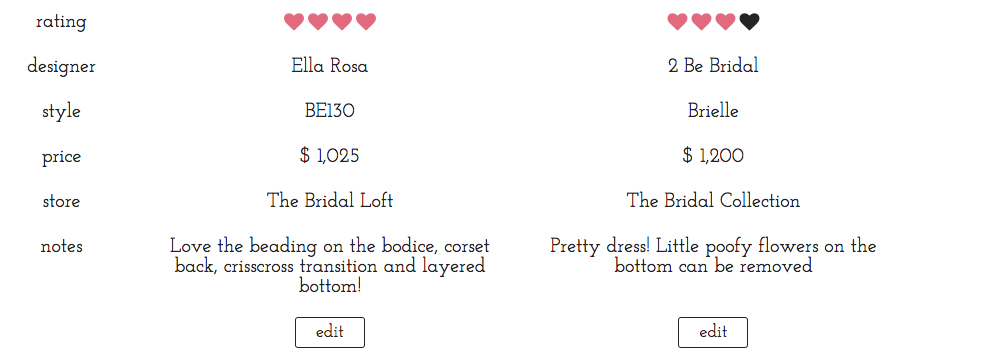 rating
designer Ella Rosa 2 Be Bridal
style BE130 Brielle
price $ 1,025 $ 1,200
store The Bridal Loft The Bridal Collection
notes Love the beading on the bodice, corset Pretty dress! Little poofy flowers on the
back, crisscross transition and layered bottom can be removed
bottom!
edit edit